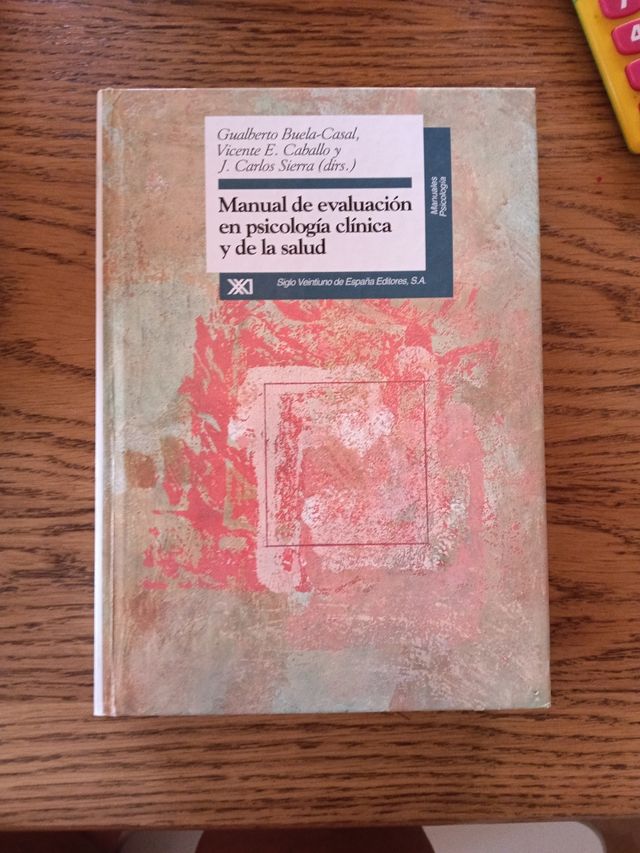 Gualberto Buela-Casal,
Vicente E. Caballo y
J. Carlos Sierra (dirs.)
Manual de evaluación
en psicología clínica
y de la salud
Manuales
Psicología
XXI
Siglo Veintiuno de España Editores, S.A.
4